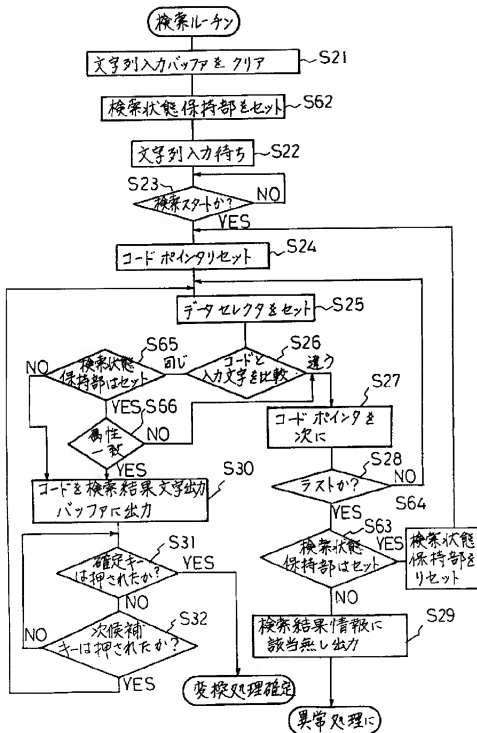 検索ルーチン
文字列入力バッファをクリア
S21
検索状態保持部をセット
S62
文字列入力待ち
S22
S23
検索スタートか?
NO
YES
S24
コードポインタリセット
データセレクタをセット
S25
S65
S26
NO
検索状態
保持部はセット
同じ
コードと
入力文字を比較
違う
S27
YES
S66
コードポインタを
次に
属性
一致
NO
S28
YES
S30
ラストか?
NO
S64
コードを検索結果文字出力
バッファに出力
YES
S63
検索状態
保持部はセット
YES
検索状態
保持部を
リセット
S31
確定キー
は押されたか?
YES
NO
NO
S29
S32
NO
次候補
キーは押されたか?
検索結果情報に
該当無し出力
YES
変換処理確定
異常処理に